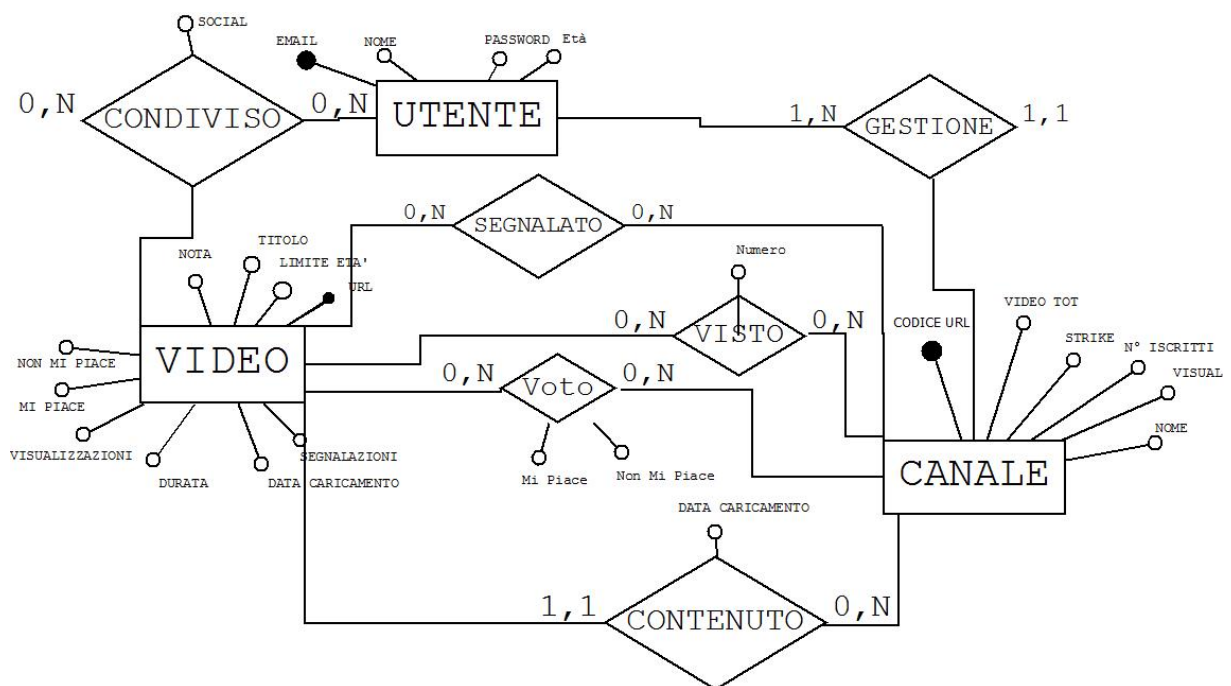 SOCIAL
EMAIL
NOME
PASSWORD
Età
0,N
CONDIVISO
0,N
UTENTE
1,N
GESTIONE
1,1
0,N
SEGNALATO
0,N
NOTA
TITOLO
LIMITE ETA'
URL
Numero
VIDEO TOT
CODICE URL
STRIKE
N° ISCRITTI
VISUAL
NOME
NON MI PIACE
VIDEO
0,N
VISTO
0,N
MI PIACE
0,N
Voto
0,N
VISUALIZZAZIONI
DURATA
DATA CARICAMENTO
SEGNALAZIONI
Mi Piace
Non Mi Piace
CANALE
DATA CARICAMENTO
1,1
CONTENUTO
0,N